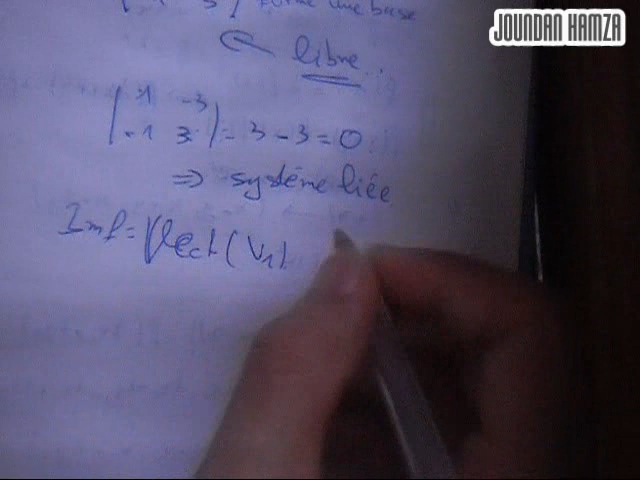 JOUNDAN HAMZA
forme une base
libre
| 1 -3 |
| -1 3 | = 3 - 3 = 0
⇒ système liée
Imf = Vect ( V1